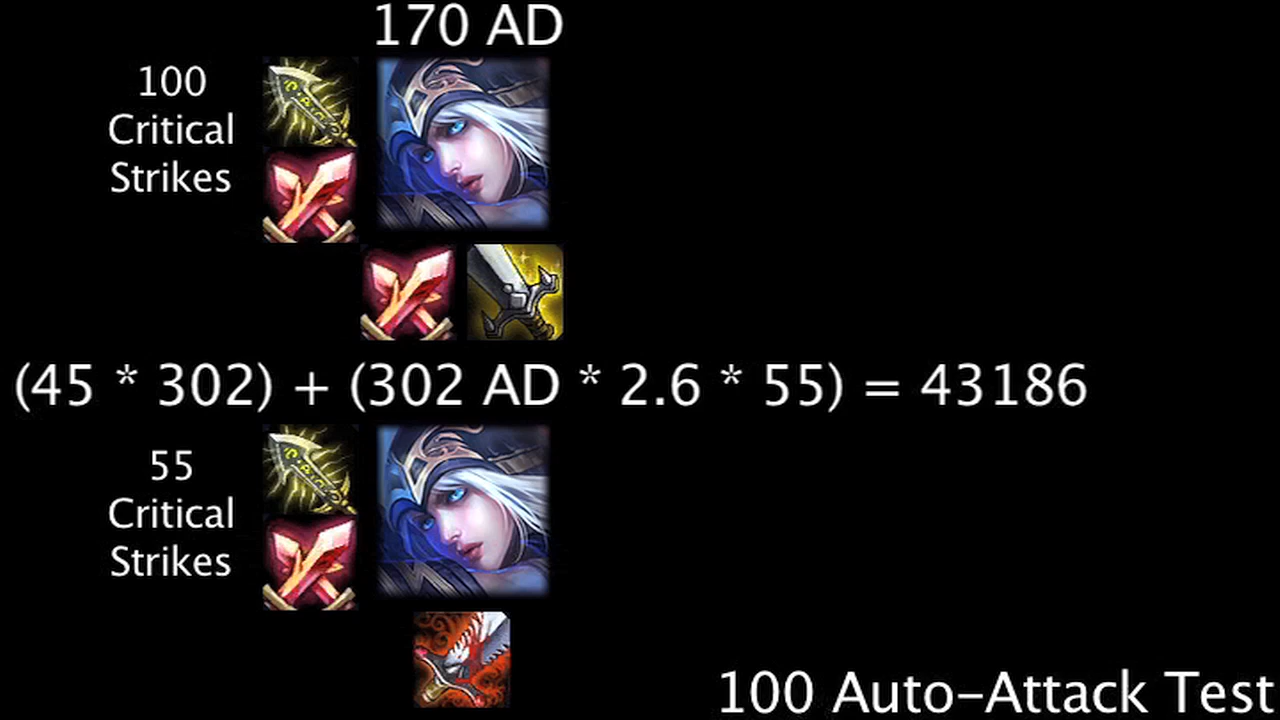 170 AD
100
Critical
Strikes
(45 * 302) + (302 AD * 2.6 * 55) = 43186
55
Critical
Strikes
100 Auto-Attack Test